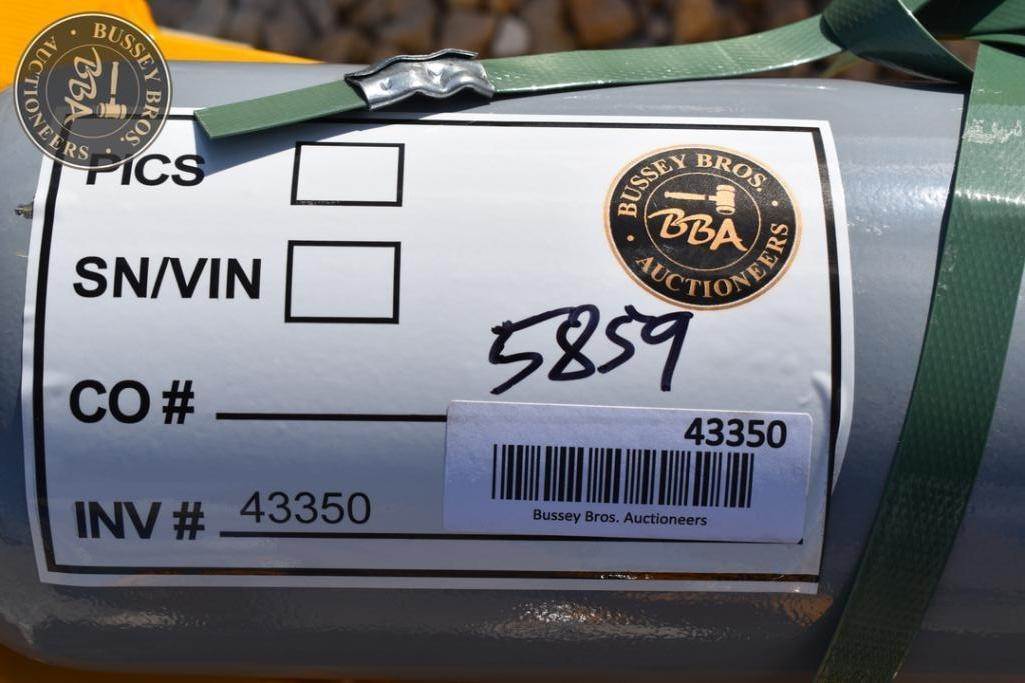 BUSSEY BROS.
BBA
AUCTIONEERS
PICS
BUSSEY BROS.
BBA
AUCTIONEERS
SN/VIN
5859
CO #
43350
INV # 43350
Bussey Bros. Auctioneers